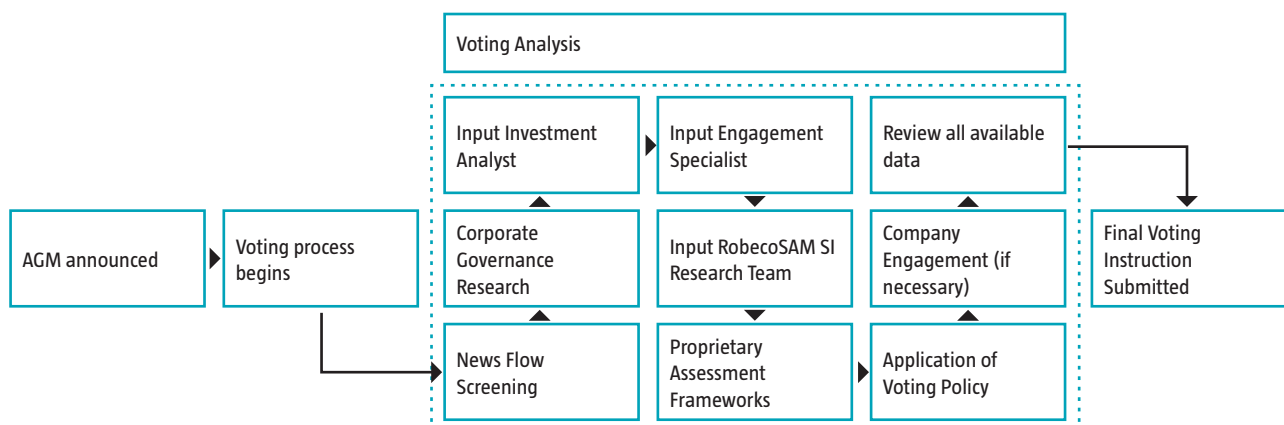 Voting Analysis
Input Investment
Analyst
Input Engagement
Specialist
Review all available
data
AGM announced
Voting process
begins
Corporate
Governance
Research
Input RobecoSAM SI
Research Team
Company
Engagement (if
necessary)
Final Voting
Instruction
Submitted
News Flow
Screening
Proprietary
Assessment
Frameworks
Application of
Voting Policy